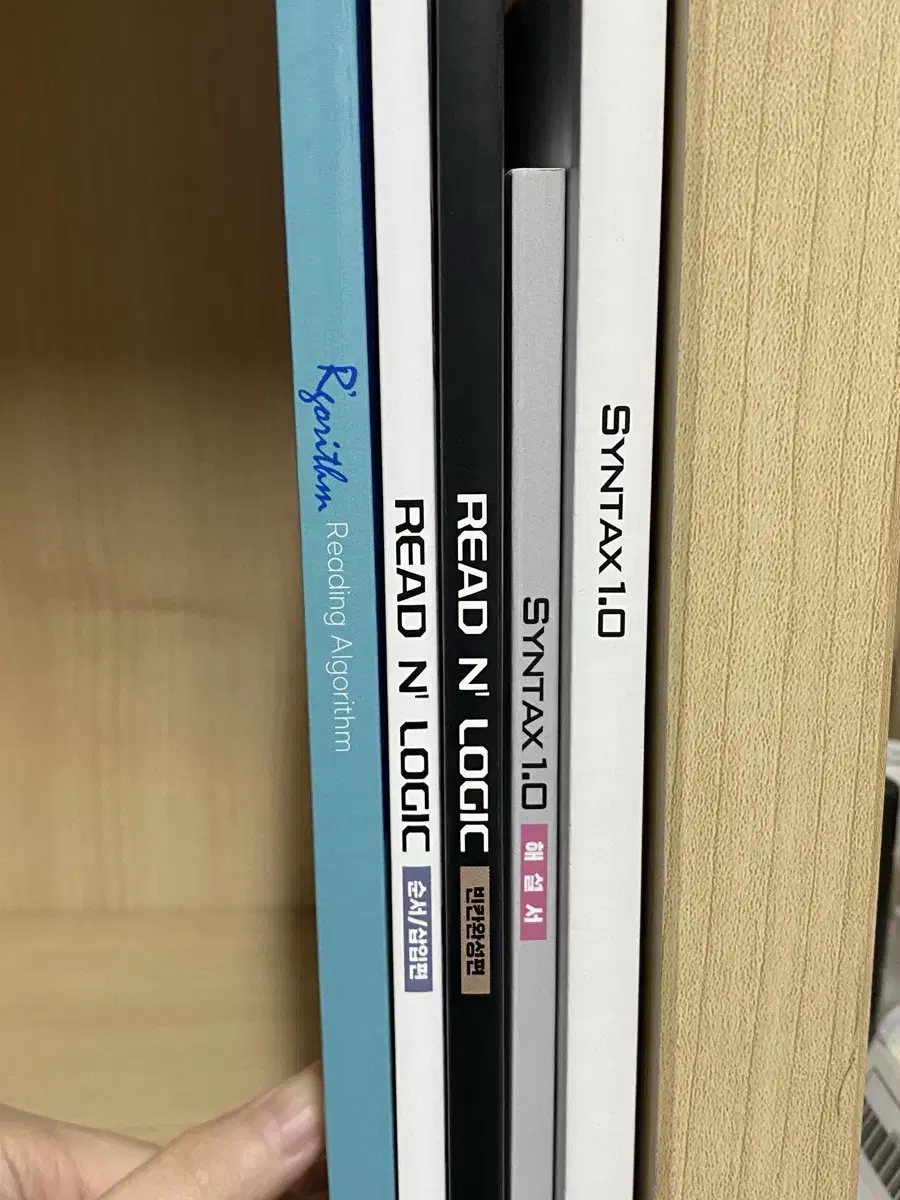 R'gorithm Reading Algorithm
READ N' LOGIC 순서/삽입편
READ N' LOGIC 빈칸완성편
SYNTAX 1.0 해설서
SYNTAX 1.0